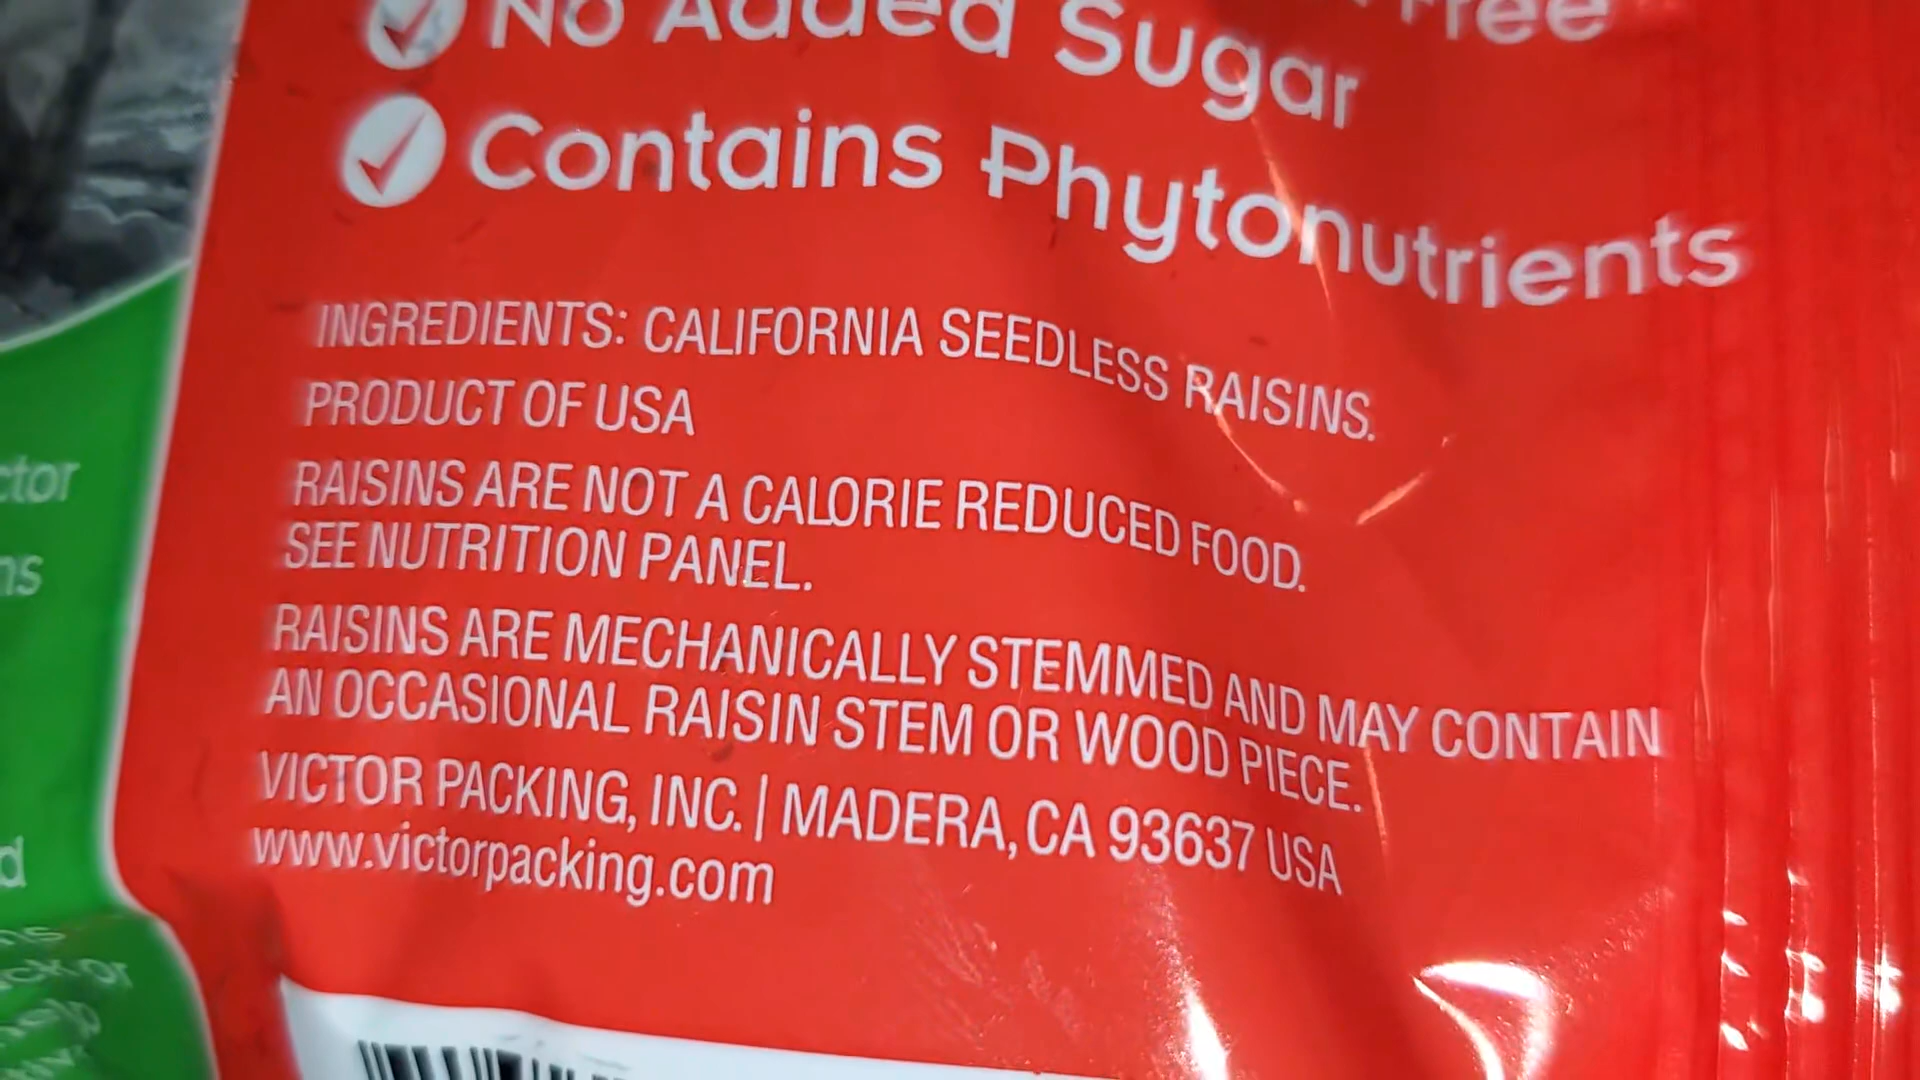 Free
No Added Sugar
Contains Phytonutrients
INGREDIENTS: CALIFORNIA SEEDLESS RAISINS.
PRODUCT OF USA
RAISINS ARE NOT A CALORIE REDUCED FOOD.
SEE NUTRITION PANEL.
RAISINS ARE MECHANICALLY STEMMED AND MAY CONTAIN
AN OCCASIONAL RAISIN STEM OR WOOD PIECE.
VICTOR PACKING, INC. | MADERA, CA 93637 USA
www.victorpacking.com